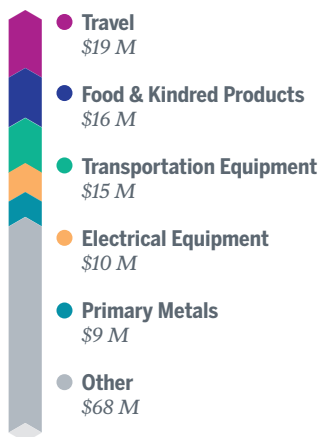 Travel
$19 M
Food & Kindred Products
$16 M
Transportation Equipment
$15 M
Electrical Equipment
$10 M
Primary Metals
$9 M
Other
$68 M